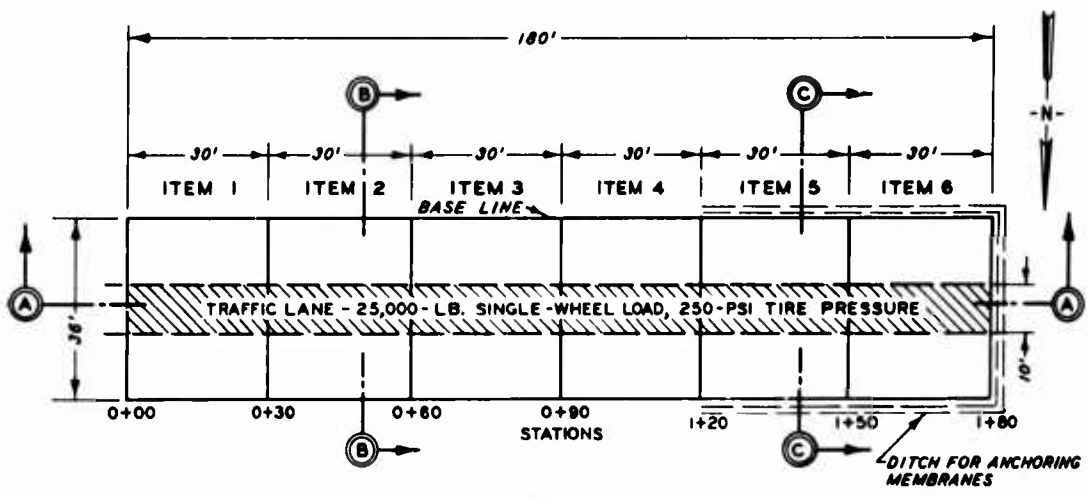 180'
B
C
-N-
30' 30' 30' 30' 30' 30'
ITEM 1 ITEM 2 ITEM 3 ITEM 4 ITEM 5 ITEM 6
BASE LINE
A
TRAFFIC LANE - 25,000-LB. SINGLE-WHEEL LOAD, 250-PSI TIRE PRESSURE
A
36'
10'
0+00 0+30 0+60 0+90 1+20 1+50 1+80
STATIONS
B
C
DITCH FOR ANCHORING
MEMBRANES